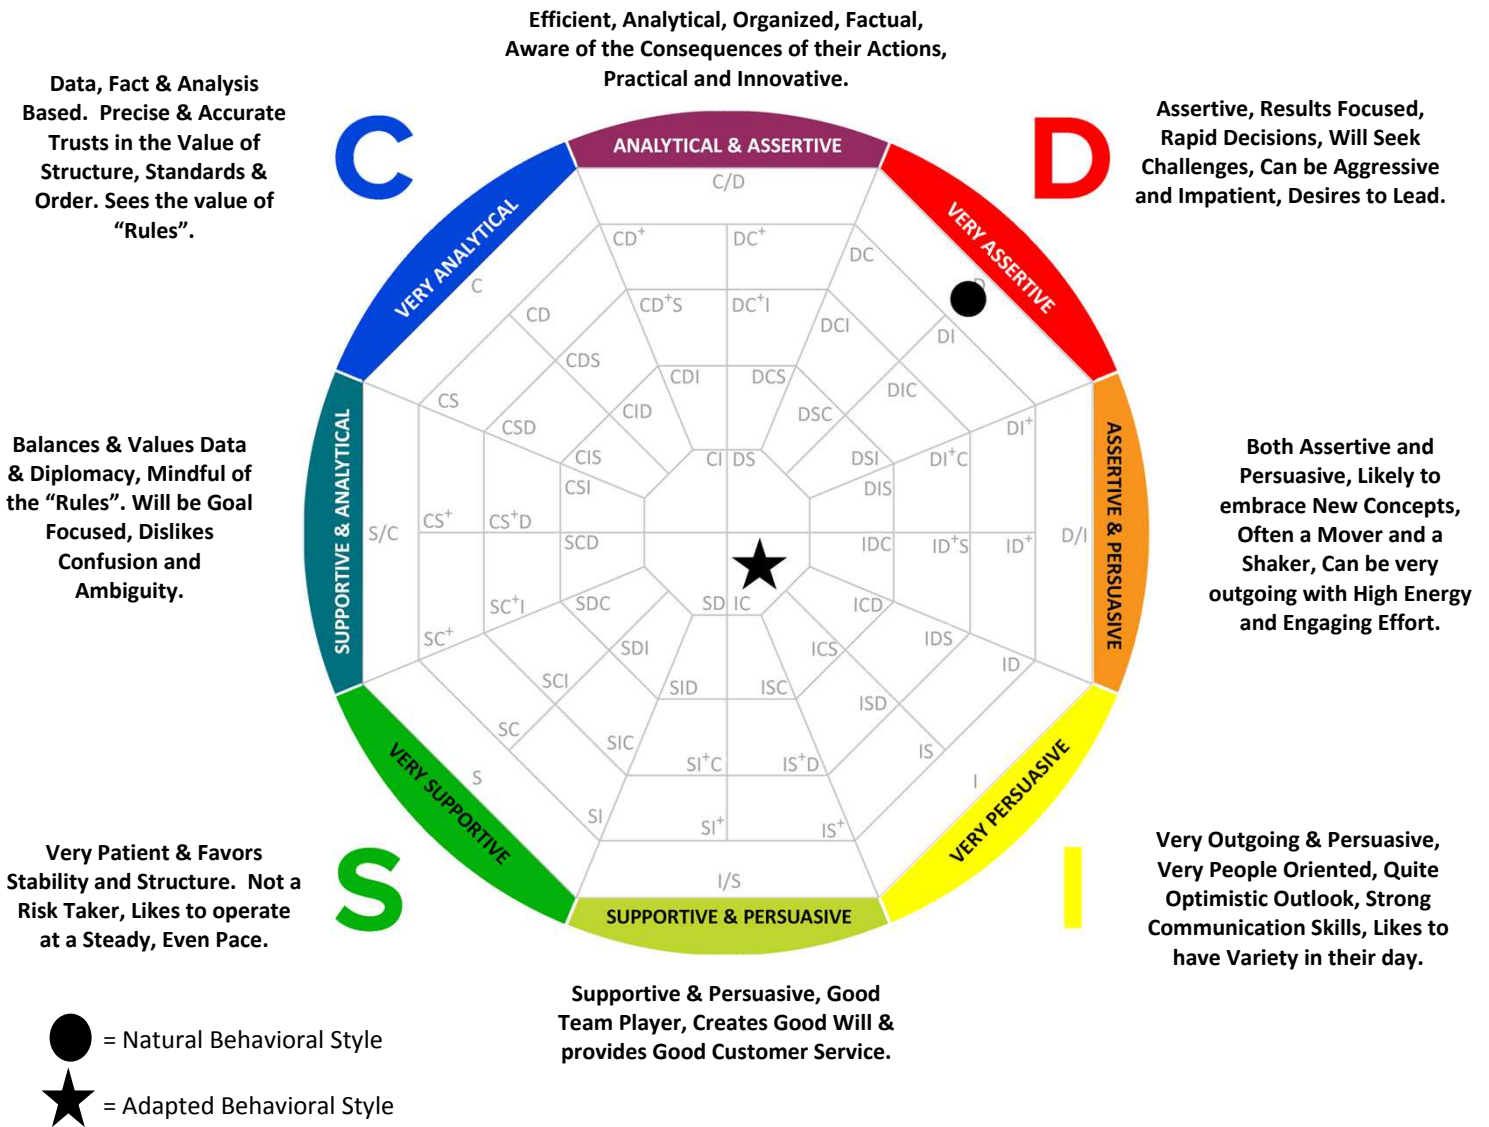 Efficient, Analytical, Organized, Factual,
Aware of the Consequences of their Actions,
Practical and Innovative.
Data, Fact & Analysis
Based.  Precise & Accurate
Trusts in the Value of
Structure, Standards &
Order. Sees the value of
“Rules”.
C
D
Assertive, Results Focused,
Rapid Decisions, Will Seek
Challenges, Can be Aggressive
and Impatient, Desires to Lead.
ANALYTICAL & ASSERTIVE
VERY ANALYTICAL
VERY ASSERTIVE
C/D
CD+
DC+
DC
C
D
CD
CD+S
DC+I
DCI
DI
CDS
CDI
DCS
DIC
CS
CID
DSC
CSD
DI+
CIS
CI
DS
DSI
DI+C
CSI
DIS
Balances & Values Data
& Diplomacy, Mindful of
the “Rules”. Will be Goal
Focused, Dislikes
Confusion and
Ambiguity.
SUPPORTIVE & ANALYTICAL
S/C
CS+
CS+D
SCD
IDC
ID+S
ID+
D/I
ASSERTIVE & PERSUASIVE
Both Assertive and
Persuasive, Likely to
embrace New Concepts,
Often a Mover and a
Shaker, Can be very
outgoing with High Energy
and Engaging Effort.
SC+I
SDC
SD
IC
ICD
SC+
SDI
ICS
IDS
ID
SCI
SID
ISC
ISD
SC
SIC
SI+C
IS+D
IS
S
I
SI
SI+
IS+
I/S
VERY SUPPORTIVE
VERY PERSUASIVE
SUPPORTIVE & PERSUASIVE
Very Patient & Favors
Stability and Structure.  Not a
Risk Taker, Likes to operate
at a Steady, Even Pace.
S
I
Very Outgoing & Persuasive,
Very People Oriented, Quite
Optimistic Outlook, Strong
Communication Skills, Likes to
have Variety in their day.
Supportive & Persuasive, Good
Team Player, Creates Good Will &
provides Good Customer Service.
= Natural Behavioral Style
= Adapted Behavioral Style